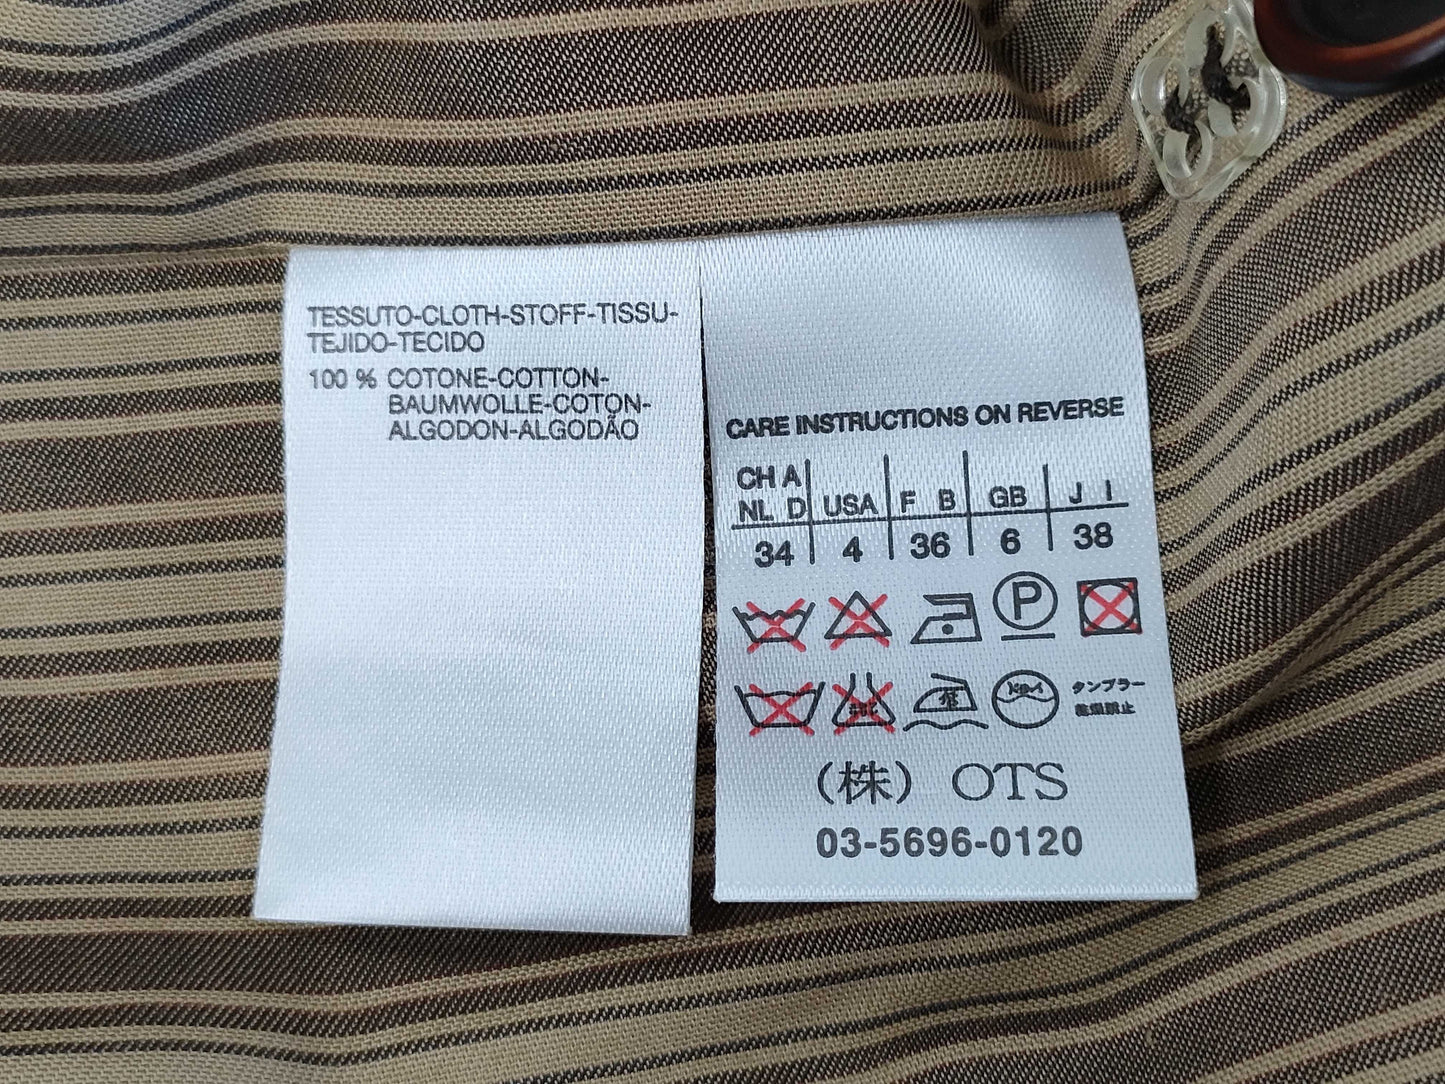 TESSUTO-CLOTH-STOFF-TISSU-
TEJIDO-TECIDO
100 % COTONE-COTTON-
BAUMWOLLE-COTON-
ALGODON-ALGODÃO
CARE INSTRUCTIONS ON REVERSE
CH A
NL D USA F B GB J I
34 4 36 6 38
P
タンブラー
乾燥禁止
(株) OTS
03-5696-0120